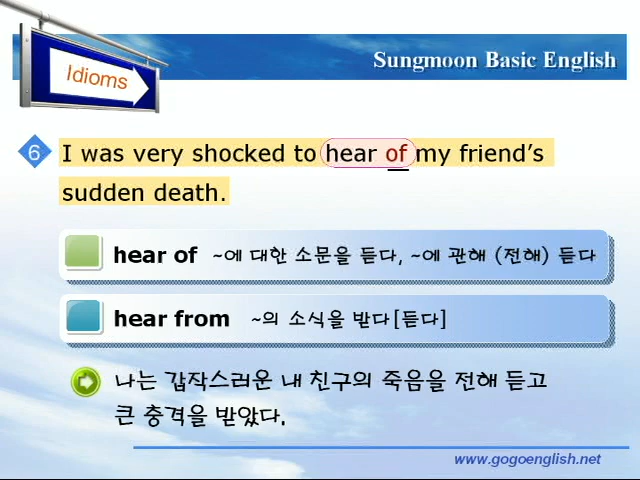 Idioms
Sungmoon Basic English
6 I was very shocked to hear of my friend's
sudden death.
hear of ~에 대한 소문을 듣다, ~에 관해 (전해) 듣다
hear from ~의 소식을 받다[듣다]
나는 갑작스러운 내 친구의 죽음을 전해 듣고
큰 충격을 받았다.
www.gogoenglish.net